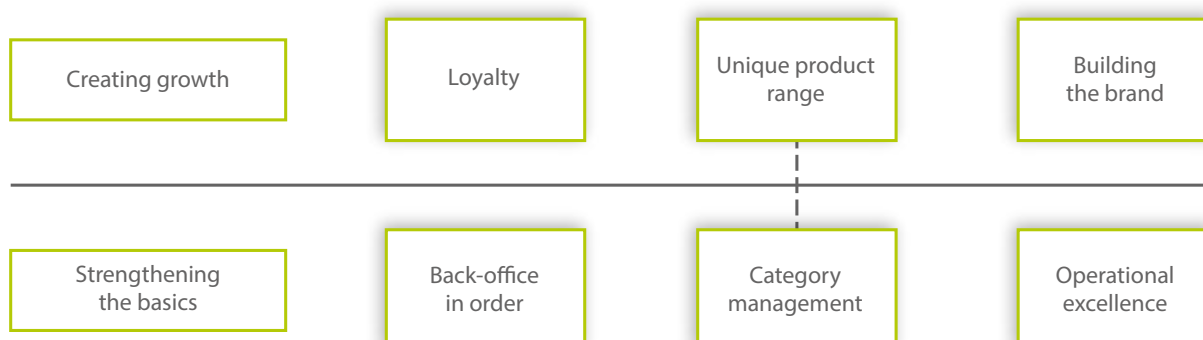 Creating growth
Loyalty
Unique product
range
Building
the brand
Strengthening
the basics
Back-office
in order
Category
management
Operational
excellence